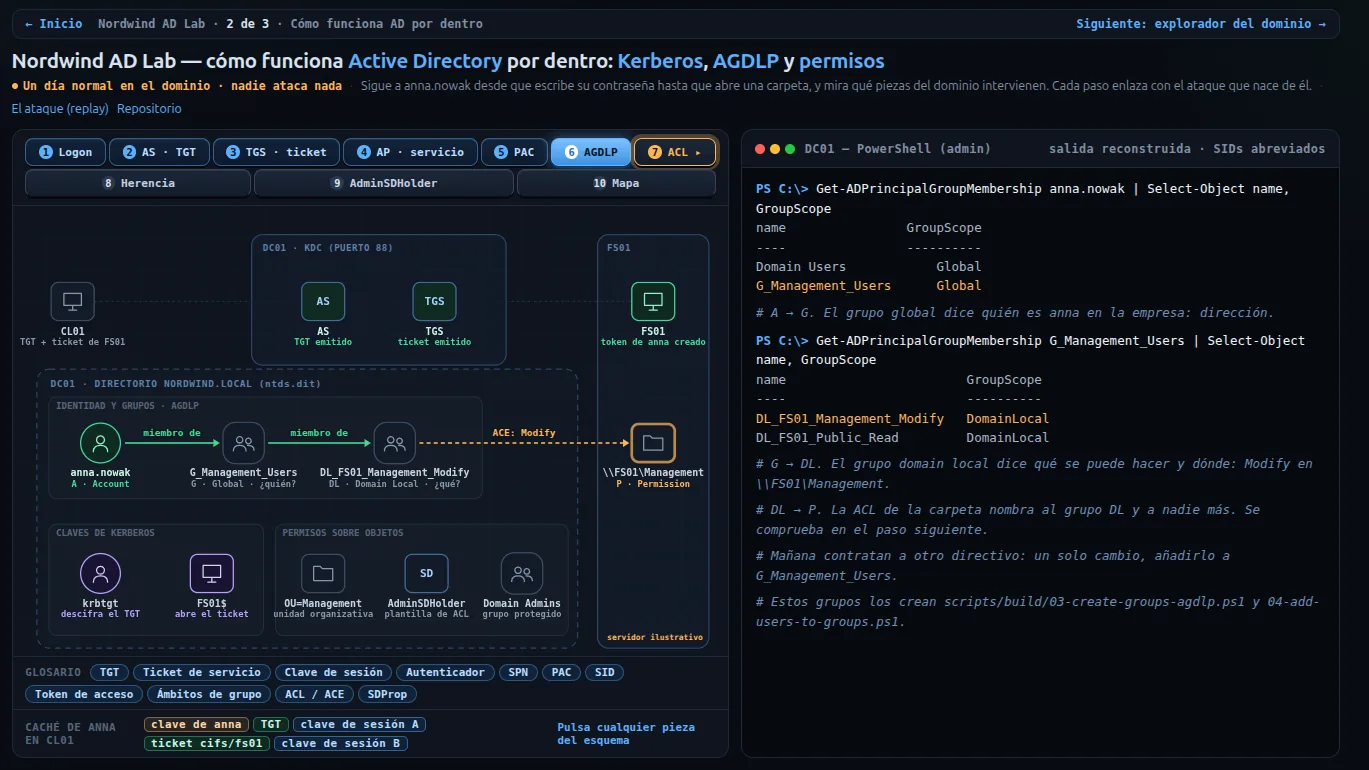 ← Inicio Nordwind AD Lab · 2 de 3 · Cómo funciona AD por dentro
Siguiente: explorador del dominio →
Nordwind AD Lab — cómo funciona Active Directory por dentro: Kerberos, AGDLP y permisos
Un día normal en el dominio · nadie ataca nada · Sigue a anna.nowak desde que escribe su contraseña hasta que abre una carpeta, y mira qué piezas del dominio intervienen. Cada paso enlaza con el ataque que nace de él. ·
El ataque (replay) Repositorio
1 Logon
2 AS · TGT
3 TGS · ticket
4 AP · servicio
5 PAC
6 AGDLP
7 ACL ▸
8 Herencia
9 AdminSDHolder
10 Mapa
DC01 · KDC (PUERTO 88)
FS01
AS
TGS
CL01
TGT + ticket de FS01
AS
TGT emitido
TGS
ticket emitido
FS01
token de anna creado
DC01 · DIRECTORIO NORDWIND.LOCAL (ntds.dit)
IDENTIDAD Y GRUPOS · AGDLP
miembro de
miembro de
ACE: Modify
anna.nowak
A · Account
G_Management_Users
G · Global · ¿quién?
DL_FS01_Management_Modify
DL · Domain Local · ¿qué?
\\FS01\Management
P · Permission
CLAVES DE KERBEROS
PERMISOS SOBRE OBJETOS
SD
krbtgt
descifra el TGT
FS01$
abre el ticket
OU=Management
unidad organizativa
AdminSDHolder
plantilla de ACL
Domain Admins
grupo protegido
servidor ilustrativo
GLOSARIO TGT Ticket de servicio Clave de sesión Autenticador SPN PAC SID
Token de acceso Ámbitos de grupo ACL / ACE SDProp
CACHÉ DE ANNA
EN CL01
clave de anna TGT clave de sesión A
ticket cifs/fs01 clave de sesión B
Pulsa cualquier pieza
del esquema
DC01 — PowerShell (admin)
salida reconstruida · SIDs abreviados
PS C:\> Get-ADPrincipalGroupMembership anna.nowak | Select-Object name,
GroupScope
name GroupScope
---- ----------
Domain Users Global
G_Management_Users Global
# A → G. El grupo global dice quién es anna en la empresa: dirección.
PS C:\> Get-ADPrincipalGroupMembership G_Management_Users | Select-Object
name, GroupScope
name GroupScope
---- ----------
DL_FS01_Management_Modify DomainLocal
DL_FS01_Public_Read DomainLocal
# G → DL. El grupo domain local dice qué se puede hacer y dónde: Modify en
\\FS01\Management.
# DL → P. La ACL de la carpeta nombra al grupo DL y a nadie más. Se
comprueba en el paso siguiente.
# Mañana contratan a otro directivo: un solo cambio, añadirlo a
G_Management_Users.
# Estos grupos los crean scripts/build/03-create-groups-agdlp.ps1 y 04-add-
users-to-groups.ps1.